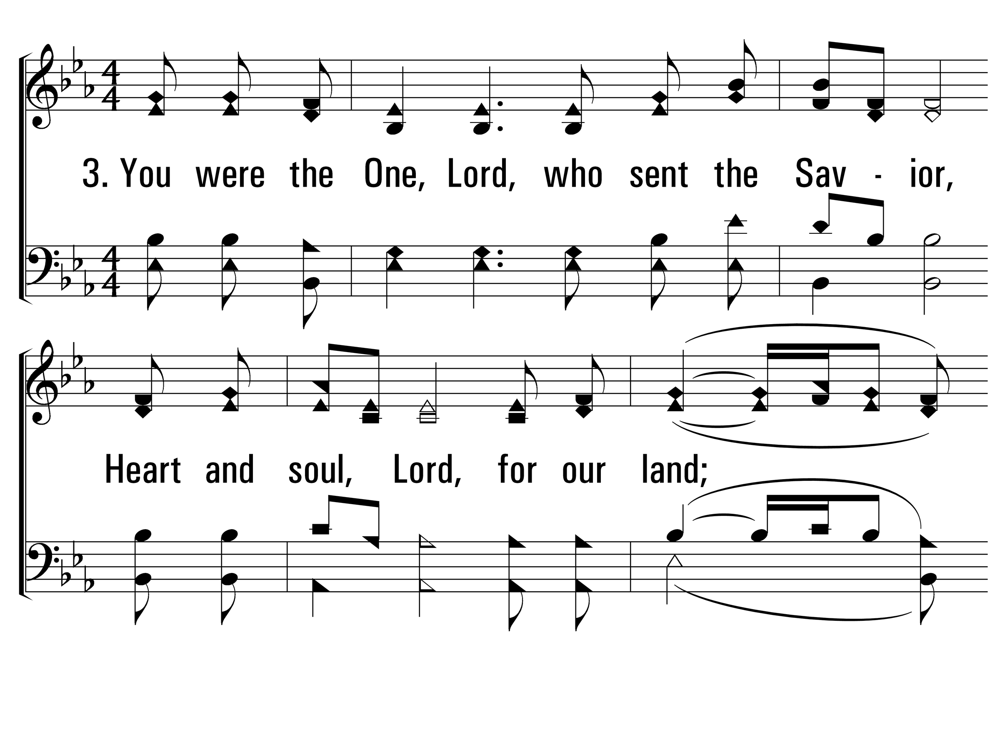 3. You were the One, Lord, who sent the Sav - ior,
Heart and soul, Lord, for our land;